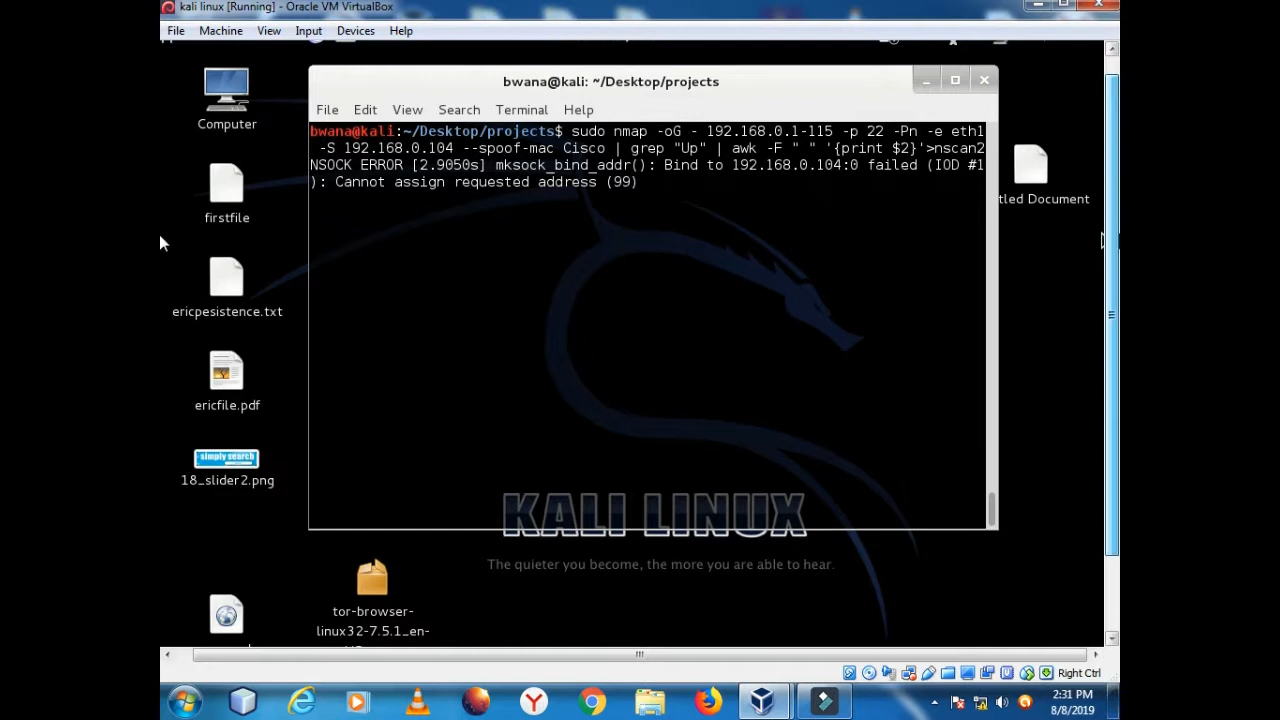 kali linux [Running] - Oracle VM VirtualBox
File Machine View Input Devices Help
bwana@kali: ~/Desktop/projects
File Edit View Search Terminal Help
bwana@kali:~/Desktop/projects$ sudo nmap -oG - 192.168.0.1-115 -p 22 -Pn -e eth1
-S 192.168.0.104 --spoof-mac Cisco | grep "Up" | awk -F " " '{print $2}'>nscan2
NSOCK ERROR [2.9050s] mksock_bind_addr(): Bind to 192.168.0.104:0 failed (IOD #1
): Cannot assign requested address (99)
Computer
firstfile
tled Document
ericpesistence.txt
ericfile.pdf
simply search
18_slider2.png
KALI LINUX
The quieter you become, the more you are able to hear.
tor-browser-
linux32-7.5.1_en-
Right Ctrl
2:31 PM
8/8/2019